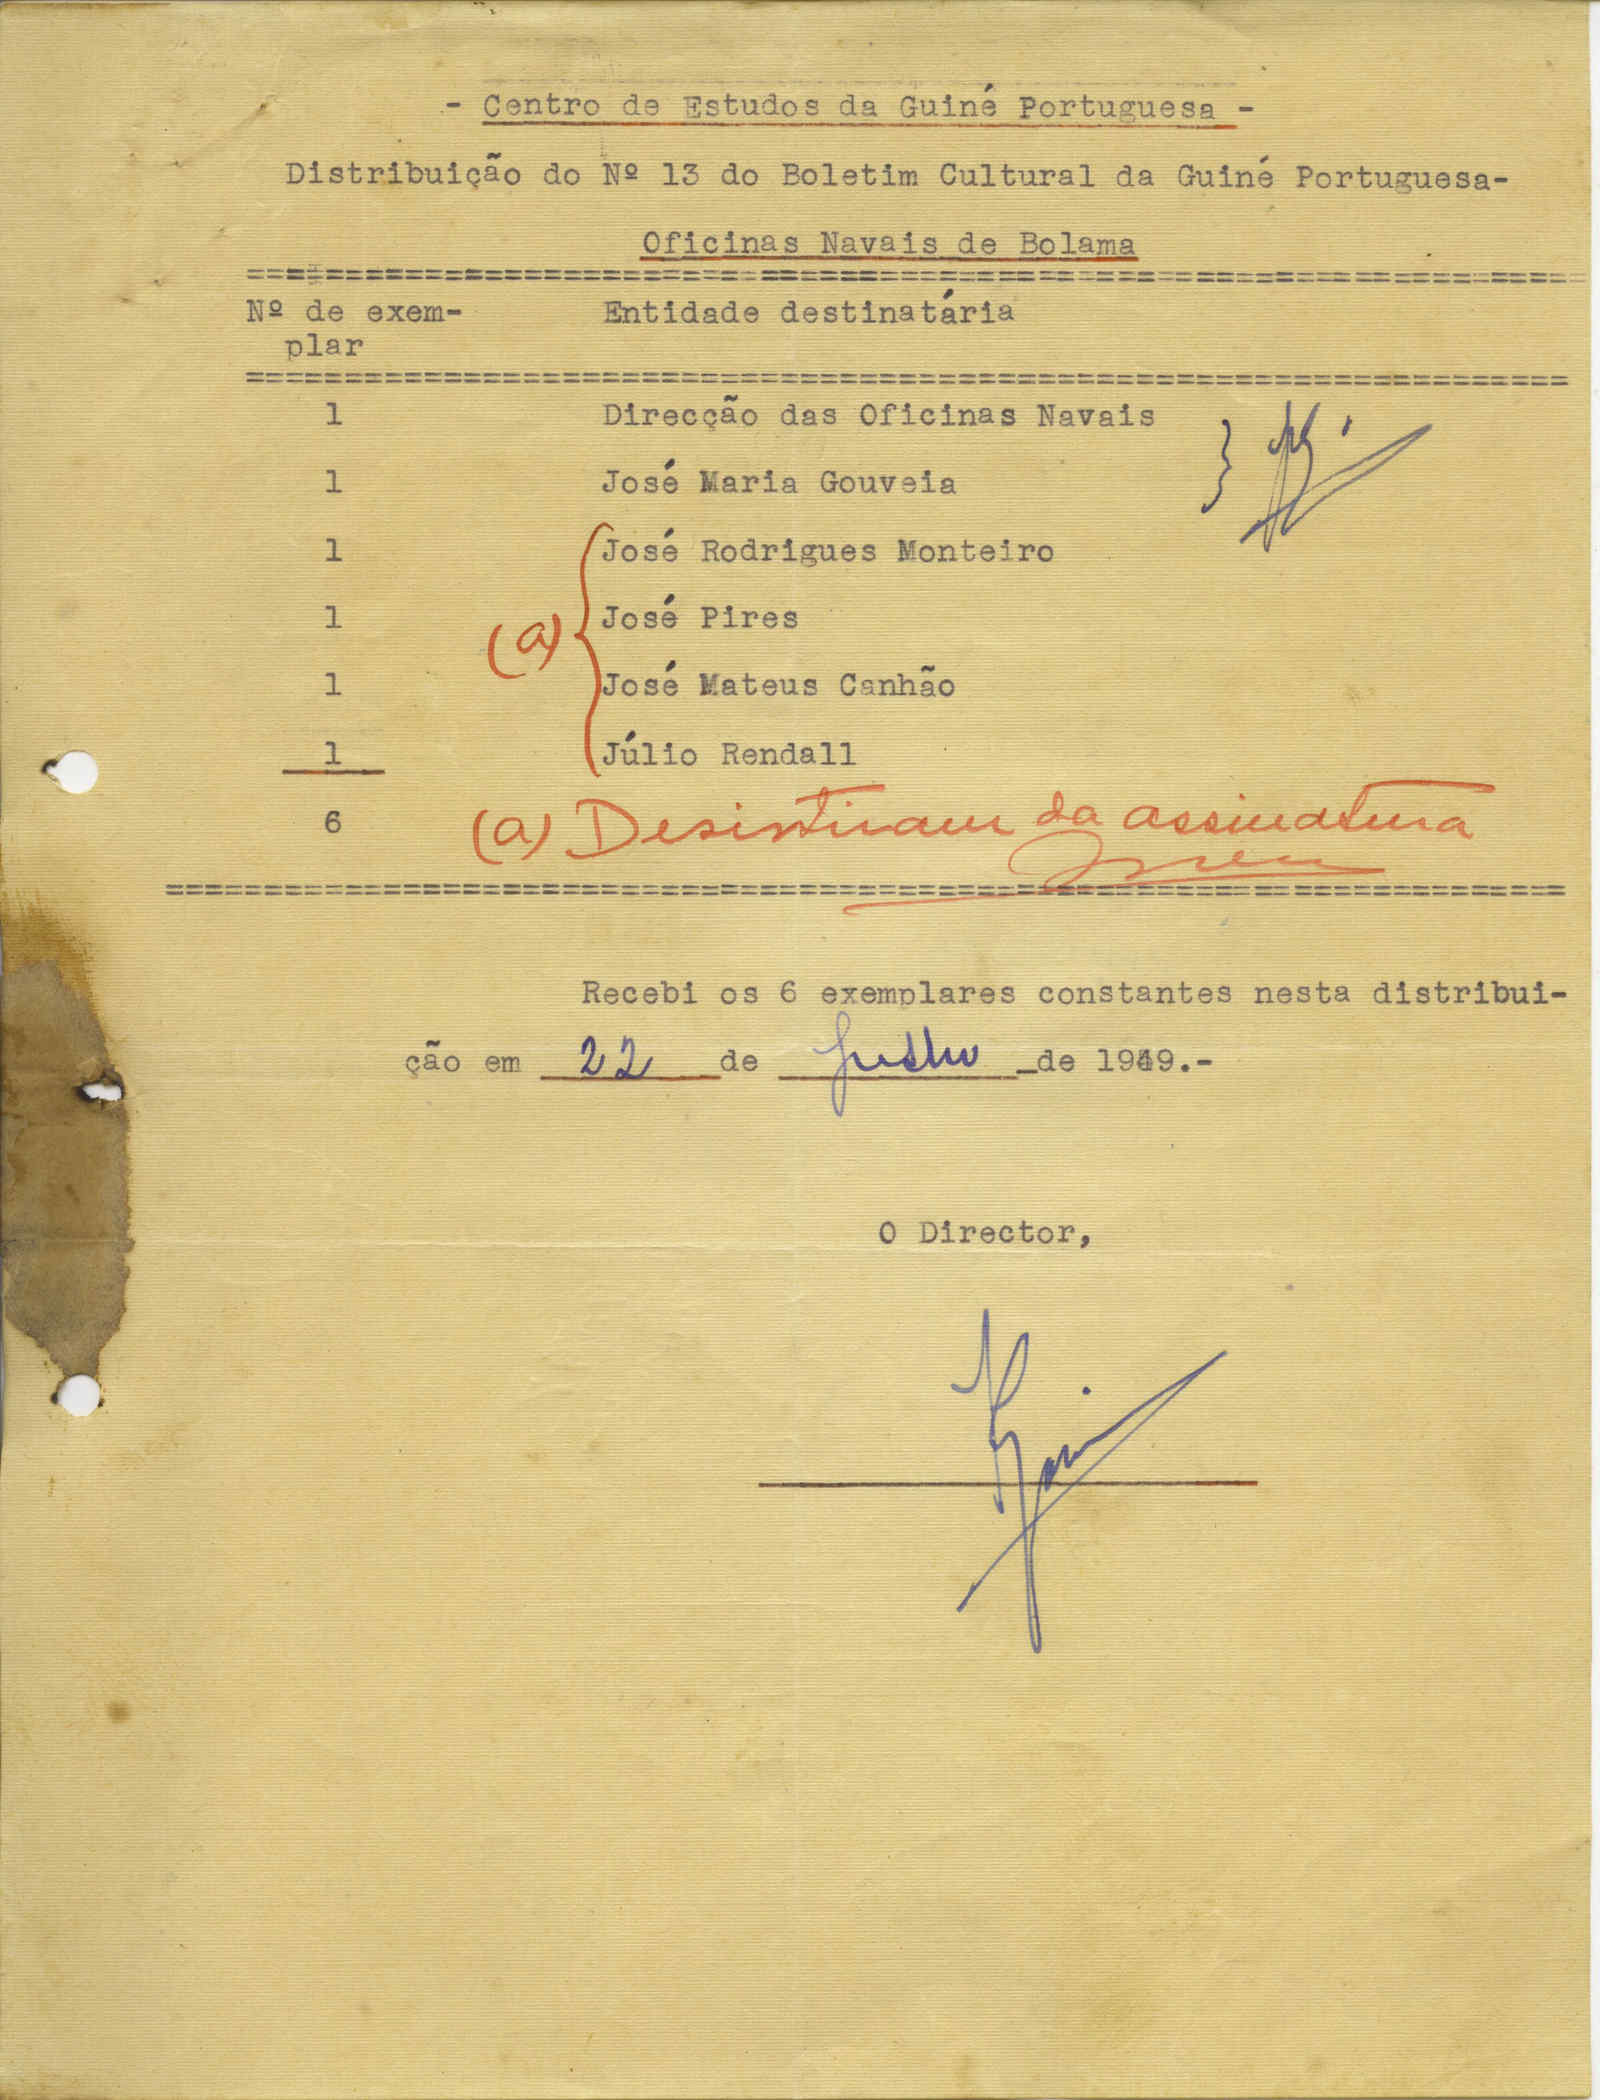 - Centro de Estudos da Guiné Portuguesa -
Distribuição do Nº 13 do Boletim Cultural da Guiné Portuguesa-
Oficinas Navais de Bolama
Nº de exem-
plar
Entidade destinatária
1 Direcção das Oficinas Navais
1 José Maria Gouveia
1 José Rodrigues Monteiro
1 José Pires
(a)
1 José Mateus Canhão
1 Júlio Rendall
6 (a) Desistiram da assinatura
Recebi os 6 exemplares constantes nesta distribui-
ção em 22 de de 1949.-
O Director,